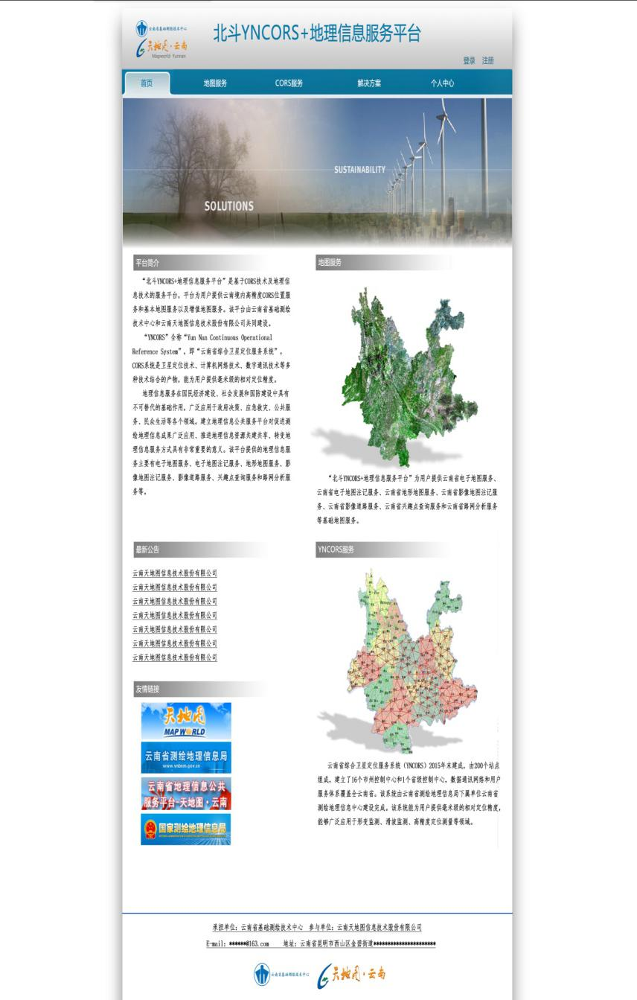 云南省基础测绘技术中心
天地图·云南
Mapworld·Yunnan
北斗YNCORS+地理信息服务平台
登录 注册
首页 地图服务 CORS服务 解决方案 个人中心
SUSTAINABILITY
SOLUTIONS
平台简介
“北斗YNCORS+地理信息服务平台”是基于CORS技术及地理信
息技术的服务平台，平台为用户提供云南境内高精度CORS位置服
务和基本地图服务以及增值地图服务。该平台由云南省基础测绘
技术中心和云南天地图信息技术股份有限公司共同建设。
“YNCORS”全称“Yun Nan Continuous Operational
Reference System”，即“云南省综合卫星定位服务系统”。
CORS系统是卫星定位技术、计算机网络技术、数字通讯技术等多
种技术结合的产物，能为用户提供毫米级的相对定位精度。
地理信息服务在国民经济建设、社会发展和国防建设中具有
不可替代的基础作用，广泛应用于政府决策、应急救灾、公共服
务、民众生活等各个领域。建立地理信息公共服务平台对促进测
绘地理信息成果广泛应用、推进地理信息资源共建共享、转变地
理信息服务方式具有非常重要的意义。该平台提供的地理信息服
务主要有电子地图服务、电子地图注记服务、地形地图服务、影
像地图注记服务、影像道路服务、兴趣点查询服务和路网分析服
务等。
地图服务
“北斗YNCORS+地理信息服务平台”为用户提供云南省电子地图服务、
云南省电子地图注记服务、云南省地形地图服务、云南省影像地图注记服
务、云南省影像道路服务、云南省兴趣点查询服务和云南省路网分析服务
等基础地图服务。
最新公告
云南天地图信息技术股份有限公司
云南天地图信息技术股份有限公司
云南天地图信息技术股份有限公司
云南天地图信息技术股份有限公司
云南天地图信息技术股份有限公司
云南天地图信息技术股份有限公司
云南天地图信息技术股份有限公司
友情链接
天地图
MAP WORLD
云南省测绘地理信息局
www.ynbsm.gov.cn
云南省地理信息公共
服务平台-天地图·云南
国家测绘地理信息局
YNCORS服务
云南省综合卫星定位服务系统（YNCORS）2015年末建成，由200个站点
组成，建立了16个市州控制中心和1个省级控制中心，数据通讯网络和用户
服务体系覆盖全云南省。该系统由云南省测绘地理信息局下属单位云南省
测绘地理信息中心建设完成。该系统能为用户提供毫米级的相对定位精度，
能够广泛应用于形变监测、滑坡监测、高精度定位测量等领域。
承担单位：云南省基础测绘技术中心 参与单位：云南天地图信息技术股份有限公司
E-mail：******@163.com 地址：云南省昆明市西山区金碧街道**********************
云南省基础测绘技术中心
天地图·云南